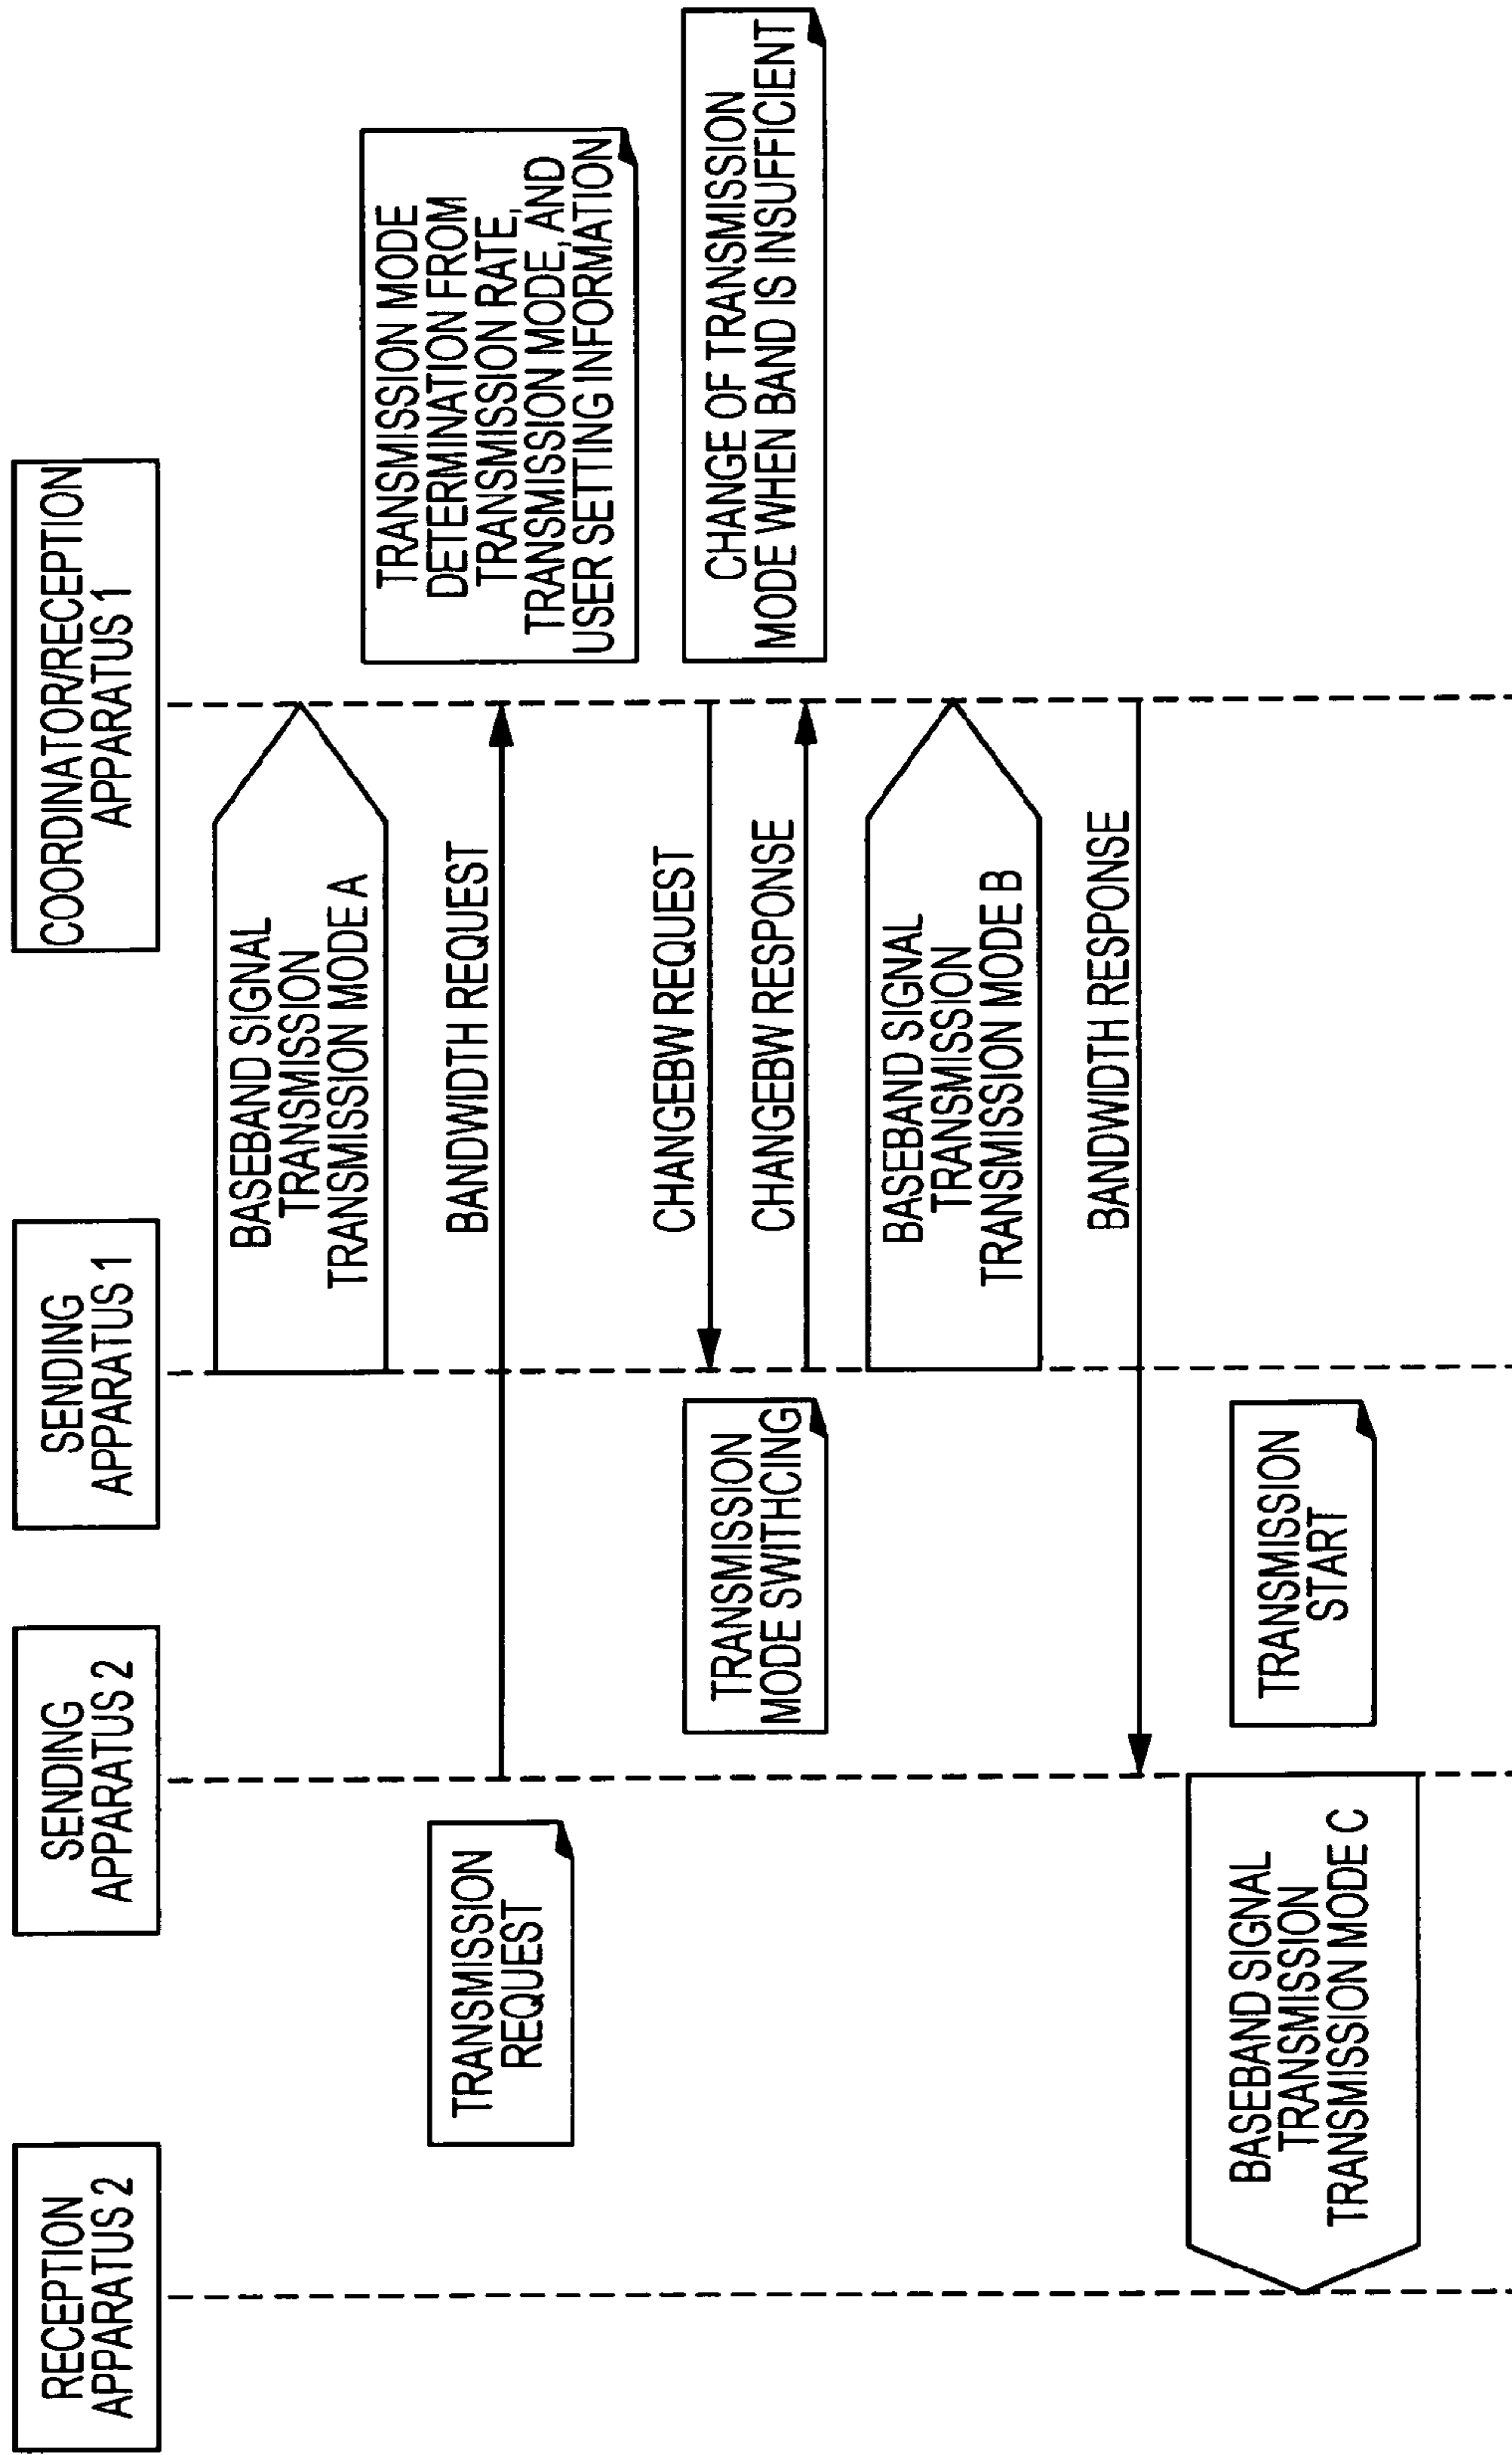 RECEPTION
APPARATUS 2
SENDING
APPARATUS 2
SENDING
APPARATUS 1
COORDINATOR/RECEPTION
APPARATUS 1
BASEBAND SIGNAL
TRANSMISSION
TRANSMISSION MODE A
TRANSMISSION
REQUEST
BANDWIDTH REQUEST
TRANSMISSION MODE
DETERMINATION FROM
TRANSMISSION RATE,
TRANSMISSION MODE, AND
USER SETTING INFORMATION
TRANSMISSION
MODE SWITHCING
CHANGEBW REQUEST
CHANGE OF TRANSMISSION
MODE WHEN BAND IS INSUFFICIENT
CHANGEBW RESPONSE
BASEBAND SIGNAL
TRANSMISSION
TRANSMISSION MODE B
BANDWIDTH RESPONSE
BASEBAND SIGNAL
TRANSMISSION
TRANSMISSION MODE C
TRANSMISSION
START